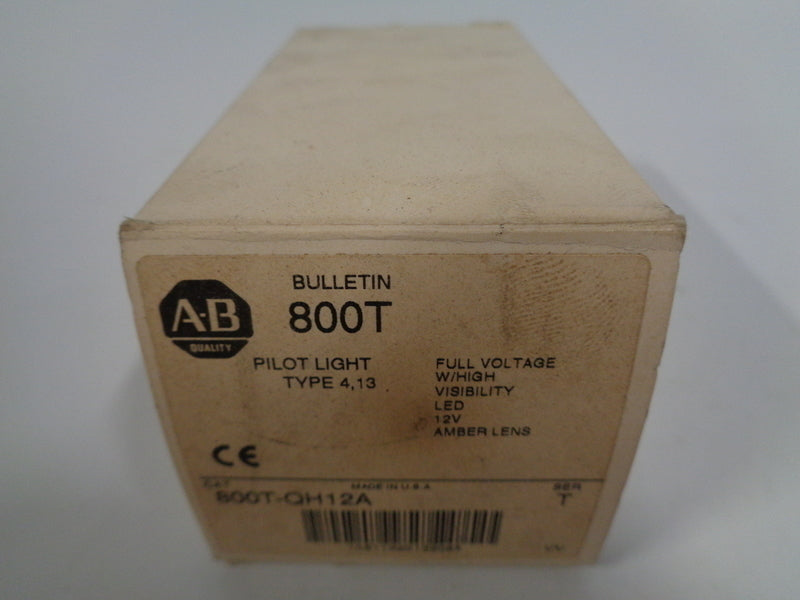 BULLETIN
800T
A-B
QUALITY
PILOT LIGHT
TYPE 4,13
FULL VOLTAGE
W/HIGH
VISIBILITY
LED
12V
AMBER LENS
CE
CAT
MADE IN U.S.A
SER
800T-QH12A
T